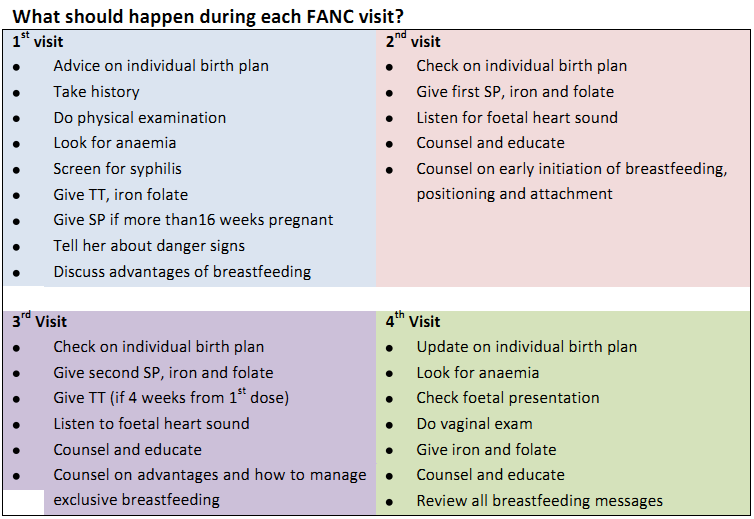 What should happen during each FANC visit?
1st visit
● Advice on individual birth plan
● Take history
● Do physical examination
● Look for anaemia
● Screen for syphilis
● Give TT, iron folate
● Give SP if more than16 weeks pregnant
● Tell her about danger signs
● Discuss advantages of breastfeeding
2nd visit
● Check on individual birth plan
● Give first SP, iron and folate
● Listen for foetal heart sound
● Counsel and educate
● Counsel on early initiation of breastfeeding,
positioning and attachment
3rd Visit
● Check on individual birth plan
● Give second SP, iron and folate
● Give TT (if 4 weeks from 1st dose)
● Listen to foetal heart sound
● Counsel and educate
● Counsel on advantages and how to manage
exclusive breastfeeding
4th Visit
● Update on individual birth plan
● Look for anaemia
● Check foetal presentation
● Do vaginal exam
● Give iron and folate
● Counsel and educate
● Review all breastfeeding messages